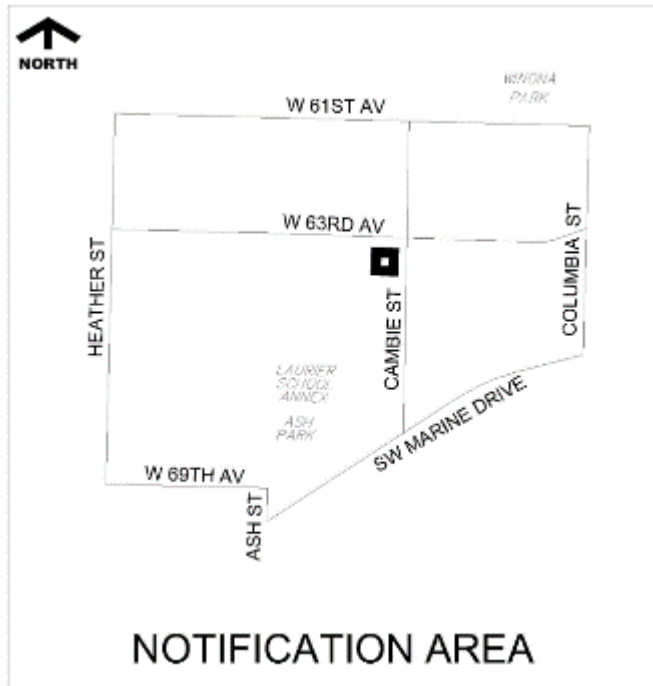 NORTH
WINONA
PARK
W 61ST AV
W 63RD AV
HEATHER ST
CAMBIE ST
COLUMBIA ST
LAURIER
SCHOOL
ANNEX
ASH
PARK
SW MARINE DRIVE
W 69TH AV
ASH ST
NOTIFICATION AREA